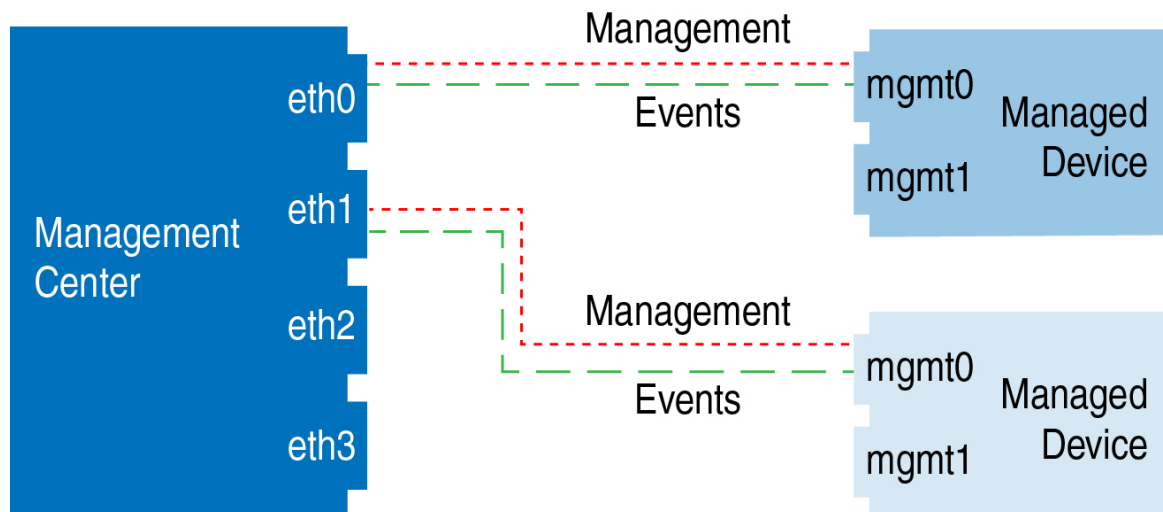 Management
Center
eth0
eth1
eth2
eth3
Management
Events
mgmt0
mgmt1
Managed
Device
Management
Events
mgmt0
mgmt1
Managed
Device